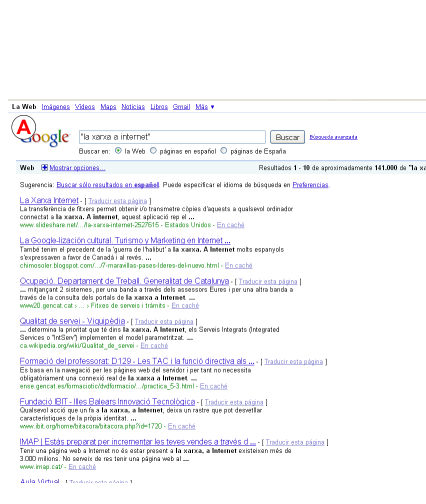 La Web Imágenes Vídeos Maps Noticias Libros Gmail Más ▼
A
Google
"la xarxa a internet" Buscar Búsqueda avanzada
Buscar en: la Web páginas en español páginas de España
Web Mostrar opciones... Resultados 1 - 10 de aproximadamente 141.000 de "la xa
Sugerencia: Buscar sólo resultados en español. Puede especificar el idioma de búsqueda en Preferencias.
La Xarxa Internet - [ Traducir esta página ]
La transferència de fitxers permet obtenir i/o transmetre còpies d'aquests a qualsevol ordinador
connectat a la xarxa. A Internet, aquest aplicació rep el ...
www.slideshare.net/.../la-xarxa-internet-2527615 - Estados Unidos - En caché
La Google-lización cultural. Turismo y Marketing en Internet ...
També tenim el precedent de la 'guerra de l'halibut' a la xarxa. A Internet molts espanyols
s'expressaven a favor de Canadà i al revés. ...
chimosoler.blogspot.com/.../7-maravillas-pases-lderes-del-nuevo.html - En caché
Ocupació. Departament de Treball. Generalitat de Catalunya - [ Traducir esta página ]
... mitjançant 2 sistemes, per una banda a través dels assessors Eures i per una altra banda a
través de la consulta dels portals de la xarxa a Internet. ...
www20.gencat.cat ›... › Fitxes de serveis i tràmits - En caché
Qualitat de servei - Viquipèdia - [ Traducir esta página ]
... determina la prioritat que té dins la xarxa. A Internet, els Serveis Integrats (Integrated
Services o "IntServ") implementen el model parametritzat. ...
ca.wikipedia.org/wiki/Qualitat_de_servei - En caché
Formació del professorat: D129 - Les TAC i la funció directiva als ... - [ Traducir esta página ]
Es basa en la navegació per les pàgines web del servidor i per tant no necessita
obligatòriament una connexió real de la xarxa a Internet. ...
ense.gencat.es/formaciotic/dvdformacio/.../practica_5-3.html - En caché
Fundació IBIT - Illes Balears Innovació Tecnològica - [ Traducir esta página ]
Qualsevol acció que un fa a la xarxa, a Internet, deixa un rastre que pot desvetllar
característiques de la pròpia identitat. ...
www.ibit.org/home/bitacora/bitacora.php?id=1720 - En caché
IMAP | Estàs preparat per incrementar les teves vendes a través d ... - [ Traducir esta página ]
Tenir una pàgina web a Internet no és estar present a la xarxa, a Internet existeixen més de
3.000 milions. No serveix de res tenir una pàgina web al ...
www.imap.cat/ - En caché
Aula Virtual - [ Traducir esta página ]